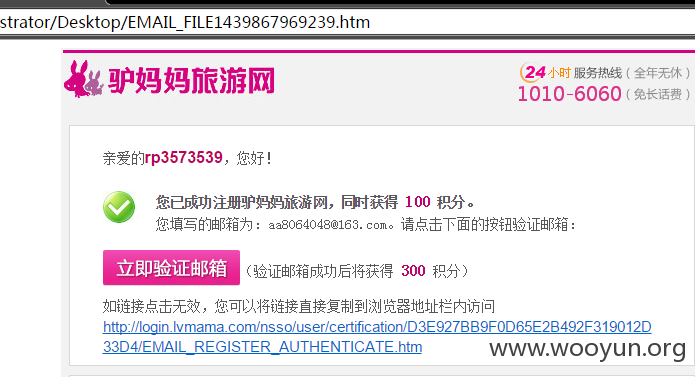 strator/Desktop/EMAIL_FILE1439867969239.htm
驴妈妈旅游网
24小时 服务热线(全年无休)
1010-6060(免长话费)
亲爱的rp3573539，您好！
您已成功注册驴妈妈旅游网，同时获得 100 积分。
您填写的邮箱为：aa8064048@163.com。请点击下面的按钮验证邮箱：
立即验证邮箱(验证邮箱成功后将获得 300 积分)
如链接点击无效，您可以将链接直接复制到浏览器地址栏内访问
http://login.lvmama.com/nsso/user/certification/D3E927BB9F0D65E2B492F319012D
33D4/EMAIL_REGISTER_AUTHENTICATE.htm
www.wooyun.org